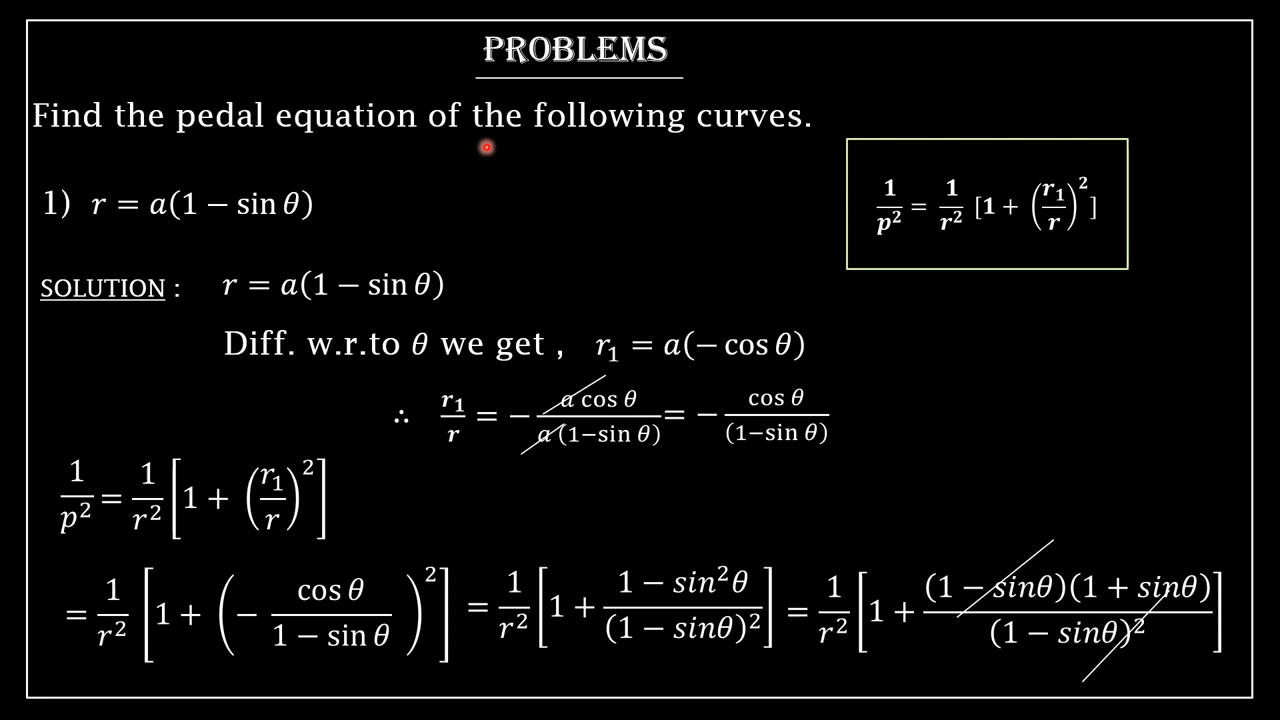 PROBLEMS
Find the pedal equation of the following curves.
1) r = a(1 − sin θ)
1/p² = 1/r² [1 + (r₁/r)²]
SOLUTION : r = a(1 − sin θ)
Diff. w.r.to θ we get , r₁ = a(− cos θ)
∴ r₁/r = − a cos θ/a (1−sin θ) = − cos θ/(1−sin θ)
1/p² = 1/r² [1 + (r₁/r)²]
= 1/r² [1 + (− cos θ/1 − sin θ)²] = 1/r² [1 + 1 − sin²θ/(1 − sinθ)²] = 1/r² [1 + (1 − sinθ)(1 + sinθ)/(1 − sinθ)²]